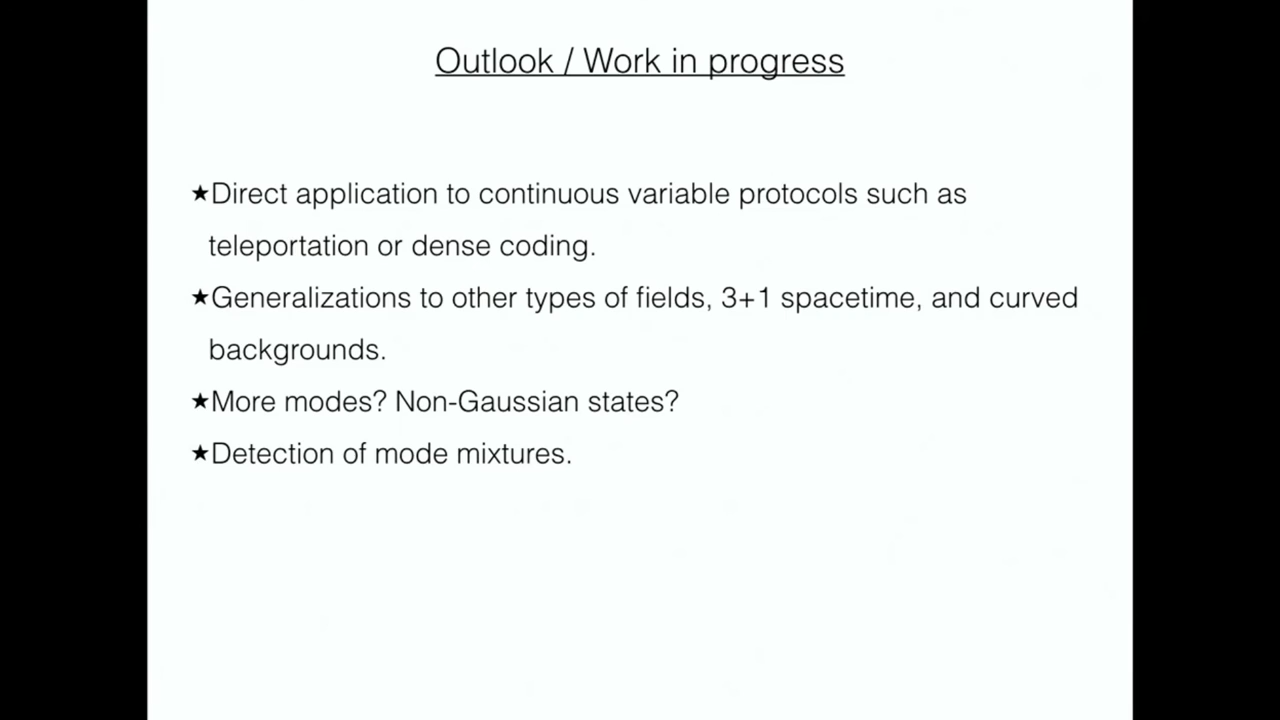 Outlook / Work in progress
★Direct application to continuous variable protocols such as
teleportation or dense coding.
★Generalizations to other types of fields, 3+1 spacetime, and curved
backgrounds.
★More modes? Non-Gaussian states?
★Detection of mode mixtures.